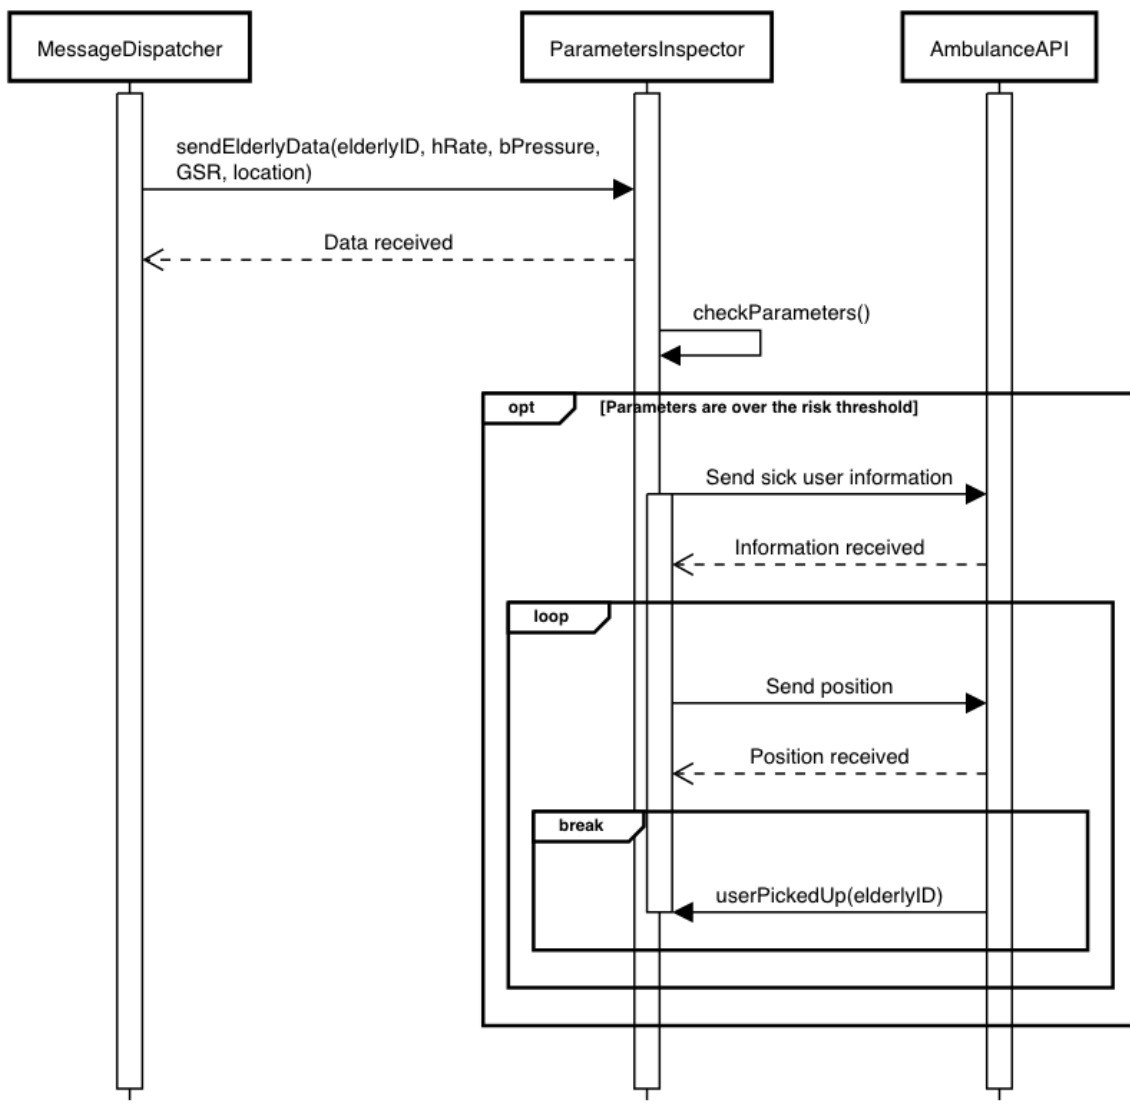 MessageDispatcher
ParametersInspector
AmbulanceAPI
sendElderlyData(elderlyID, hRate, bPressure,
GSR, location)
Data received
checkParameters()
opt
[Parameters are over the risk threshold]
Send sick user information
Information received
loop
Send position
Position received
break
userPickedUp(elderlyID)